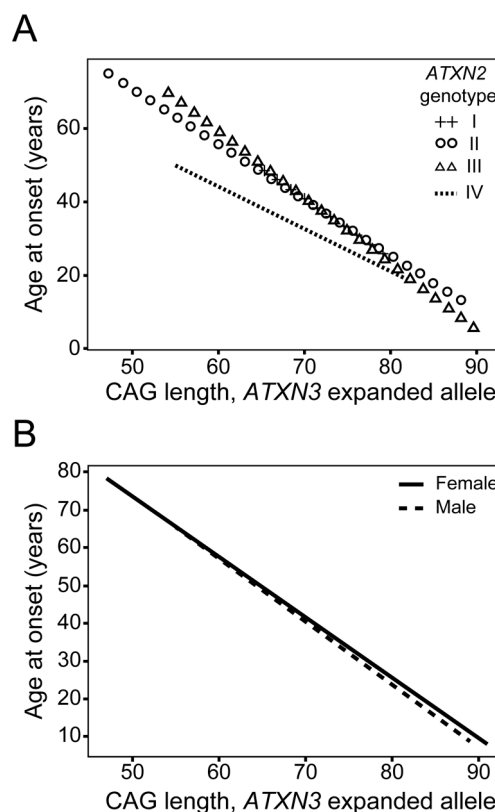 A
ATXN2
genotype
++ I
II
III
IV
Age at onset (years)
60
40
20
0
50 60 70 80 90
CAG length, ATXN3 expanded allele
B
Female
Male
Age at onset (years)
80
70
60
50
40
30
20
10
50 60 70 80 90
CAG length, ATXN3 expanded allele